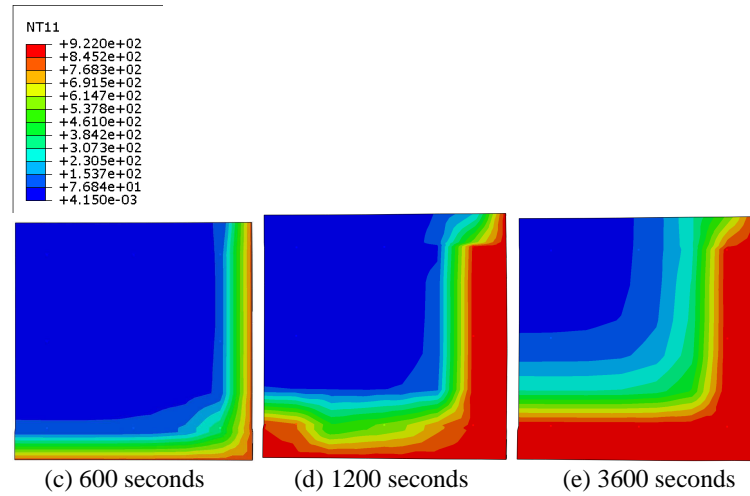 NT11
+9.220e+02
+8.452e+02
+7.683e+02
+6.915e+02
+6.147e+02
+5.378e+02
+4.610e+02
+3.842e+02
+3.073e+02
+2.305e+02
+1.537e+02
+7.684e+01
+4.150e-03
(c) 600 seconds (d) 1200 seconds (e) 3600 seconds